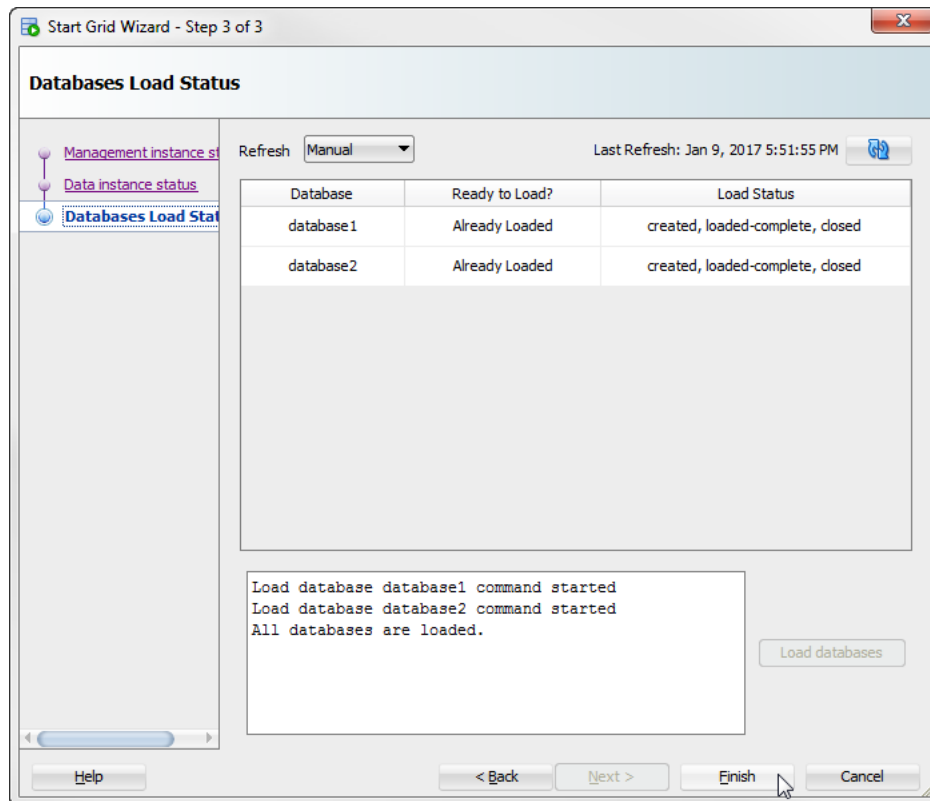 Start Grid Wizard - Step 3 of 3
Databases Load Status
Management instance st
Data instance status
Databases Load Stat
Refresh Manual Last Refresh: Jan 9, 2017 5:51:55 PM
Database Ready to Load? Load Status
database1 Already Loaded created, loaded-complete, closed
database2 Already Loaded created, loaded-complete, closed
Load database database1 command started
Load database database2 command started
All databases are loaded.
Load databases
Help < Back Next > Finish Cancel